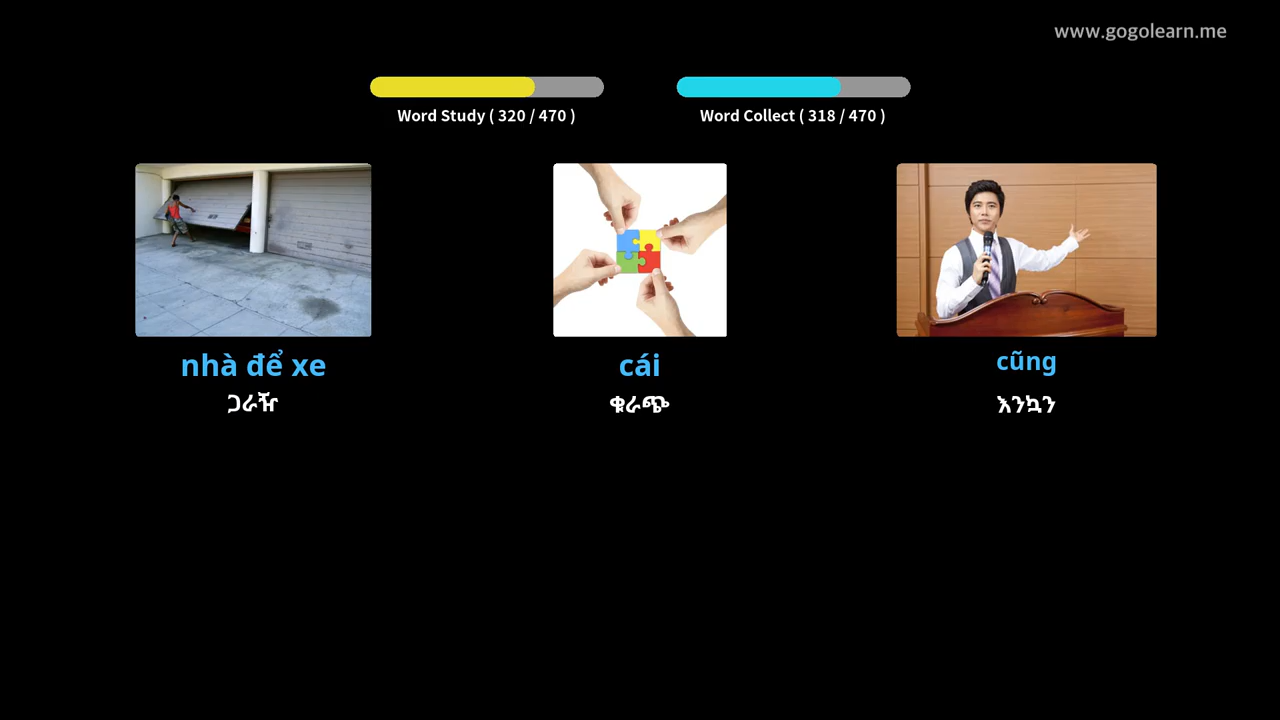 www.gogolearn.me
Word Study ( 320 / 470 )
Word Collect ( 318 / 470 )
nhà để xe
ጋራዥ
cái
ቁራጭ
cũng
እንኳን